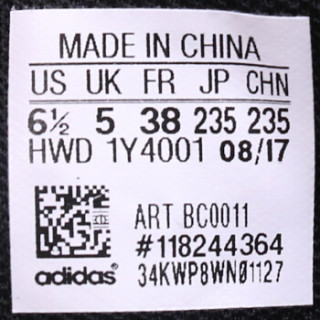 MADE IN CHINA
US UK FR JP CHN
6½ 5 38 235 235
HWD 1Y4001 08/17
ART BC0011
#118244364
adidas® 34KWP8WN01127